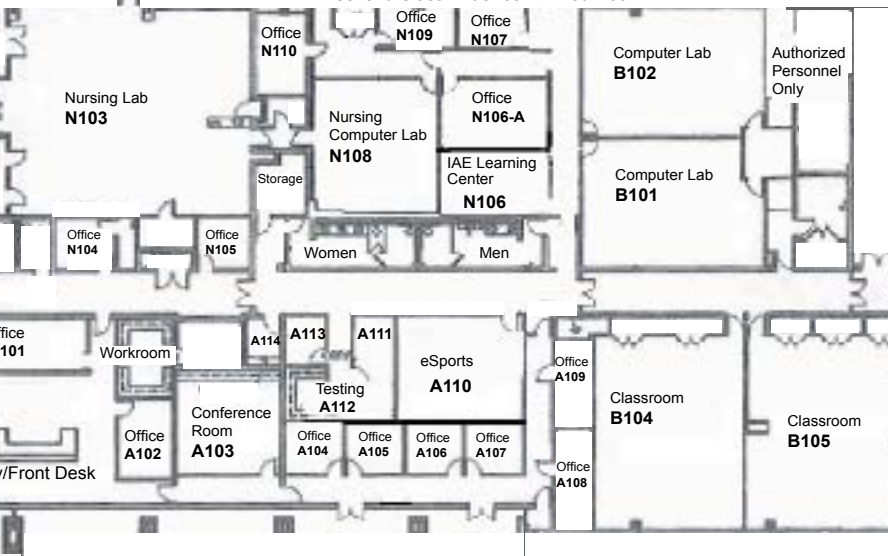 Office
N109
Office
N107
Office
N110
Computer Lab
B102
Authorized
Personnel
Only
Nursing Lab
N103
Nursing
Computer Lab
N108
Office
N106-A
IAE Learning
Center
N106
Computer Lab
B101
Storage
Office
N104
Office
N105
Women
Men
ffice
101
Workroom
A114
A113
A111
eSports
A110
Testing
A112
Office
A109
Classroom
B104
Classroom
B105
Conference
Room
A103
Office
A102
Office
A104
Office
A105
Office
A106
Office
A107
Office
A108
y/Front Desk